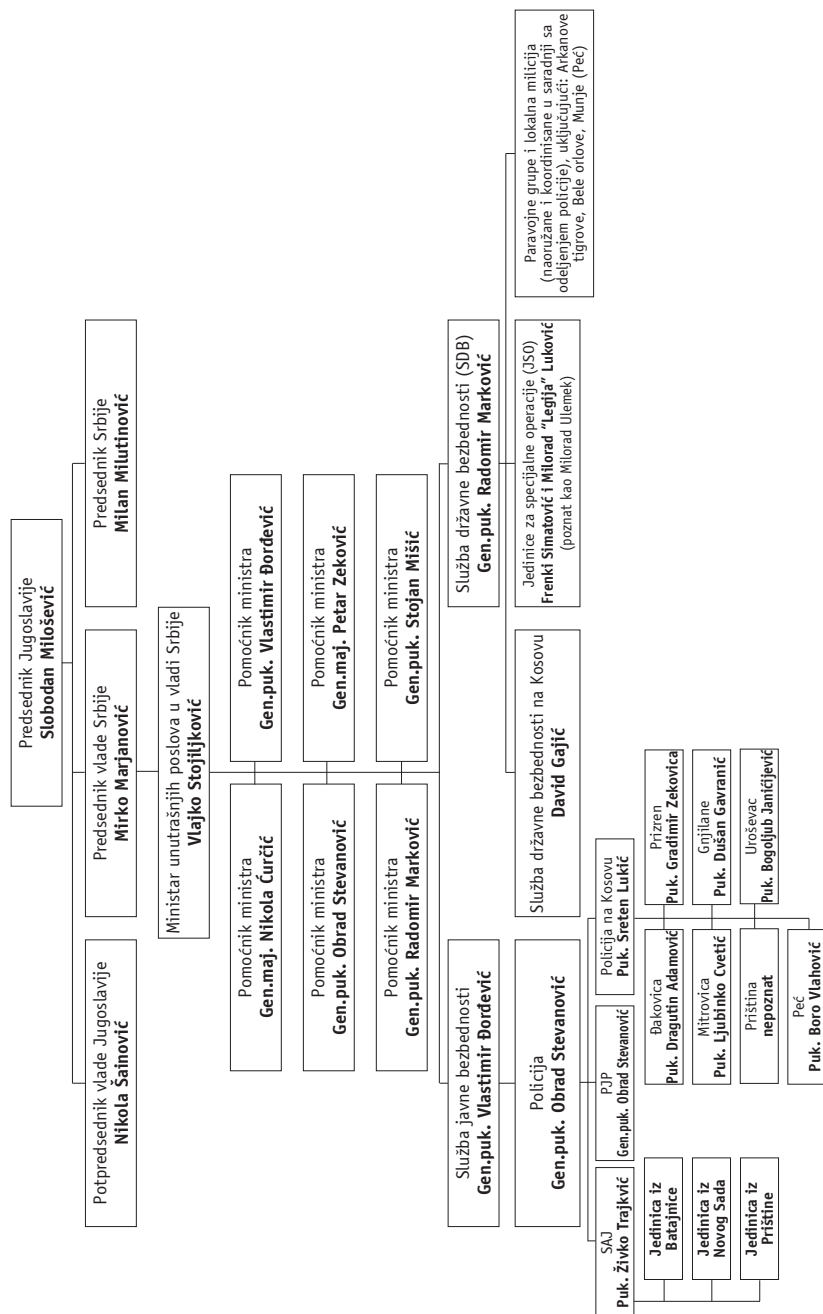 Predsednik Jugoslavije
Slobodan Milošević
Potpredsednik vlade Jugoslavije
Nikola Šainović
Predsednik vlade Srbije
Mirko Marjanović
Predsednik Srbije
Milan Milutinović
Ministar unutrašnjih poslova u vladi Srbije
Vlajko Stojiljković
Pomoćnik ministra
Gen.maj. Nikola Ćurčić
Pomoćnik ministra
Gen.puk. Vlastimir Đorđević
Pomoćnik ministra
Gen.puk. Obrad Stevanović
Pomoćnik ministra
Gen.maj. Petar Zeković
Pomoćnik ministra
Gen.puk. Radomir Marković
Pomoćnik ministra
Gen.puk. Stojan Mišić
Služba javne bezbednosti
Gen.puk. Vlastimir Đorđević
Služba državne bezbednosti (SDB)
Gen.puk. Radomir Marković
Policija
Gen.puk. Obrad Stevanović
Služba državne bezbednosti na Kosovu
David Gajić
Jedinice za specijalne operacije (JSO)
Frenki Simatović i Milorad "Legija" Luković
(poznat kao Milorad Ulemek)
Paravojne grupe i lokalna milicija
(naoružane i koordinisane u saradnji sa
odeljenjem policije), uključujući: Arkanove
tigrove, Bele orlove, Munje (Peć)
SAJ
Puk. Živko Trajkvić
PJP
Gen.puk. Obrad Stevanović
Policija na Kosovu
Puk. Sreten Lukić
Jedinica iz
Batajnice
Jedinica iz
Novog Sada
Jedinica iz
Prištine
Đakovica
Puk. Dragutin Adamović
Prizren
Puk. Gradimir Zekovica
Mitrovica
Puk. Ljubinko Cvetić
Gnjilane
Puk. Dušan Gavranić
Priština
nepoznat
Uroševac
Puk. Bogoljub Janićijević
Peć
Puk. Boro Vlahović